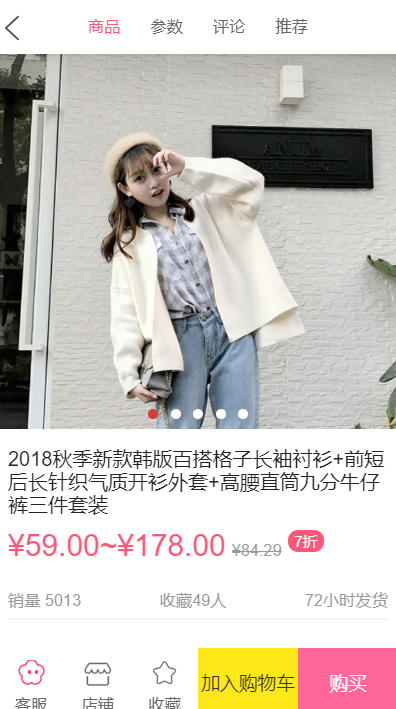 商品 参数 评论 推荐
ANUM
2018秋季新款韩版百搭格子长袖衬衫+前短
后长针织气质开衫外套+高腰直筒九分牛仔
裤三件套装
¥59.00~¥178.00 ¥84.29 7折
销量 5013 收藏49人 72小时发货
客服 店铺 收藏 加入购物车 购买